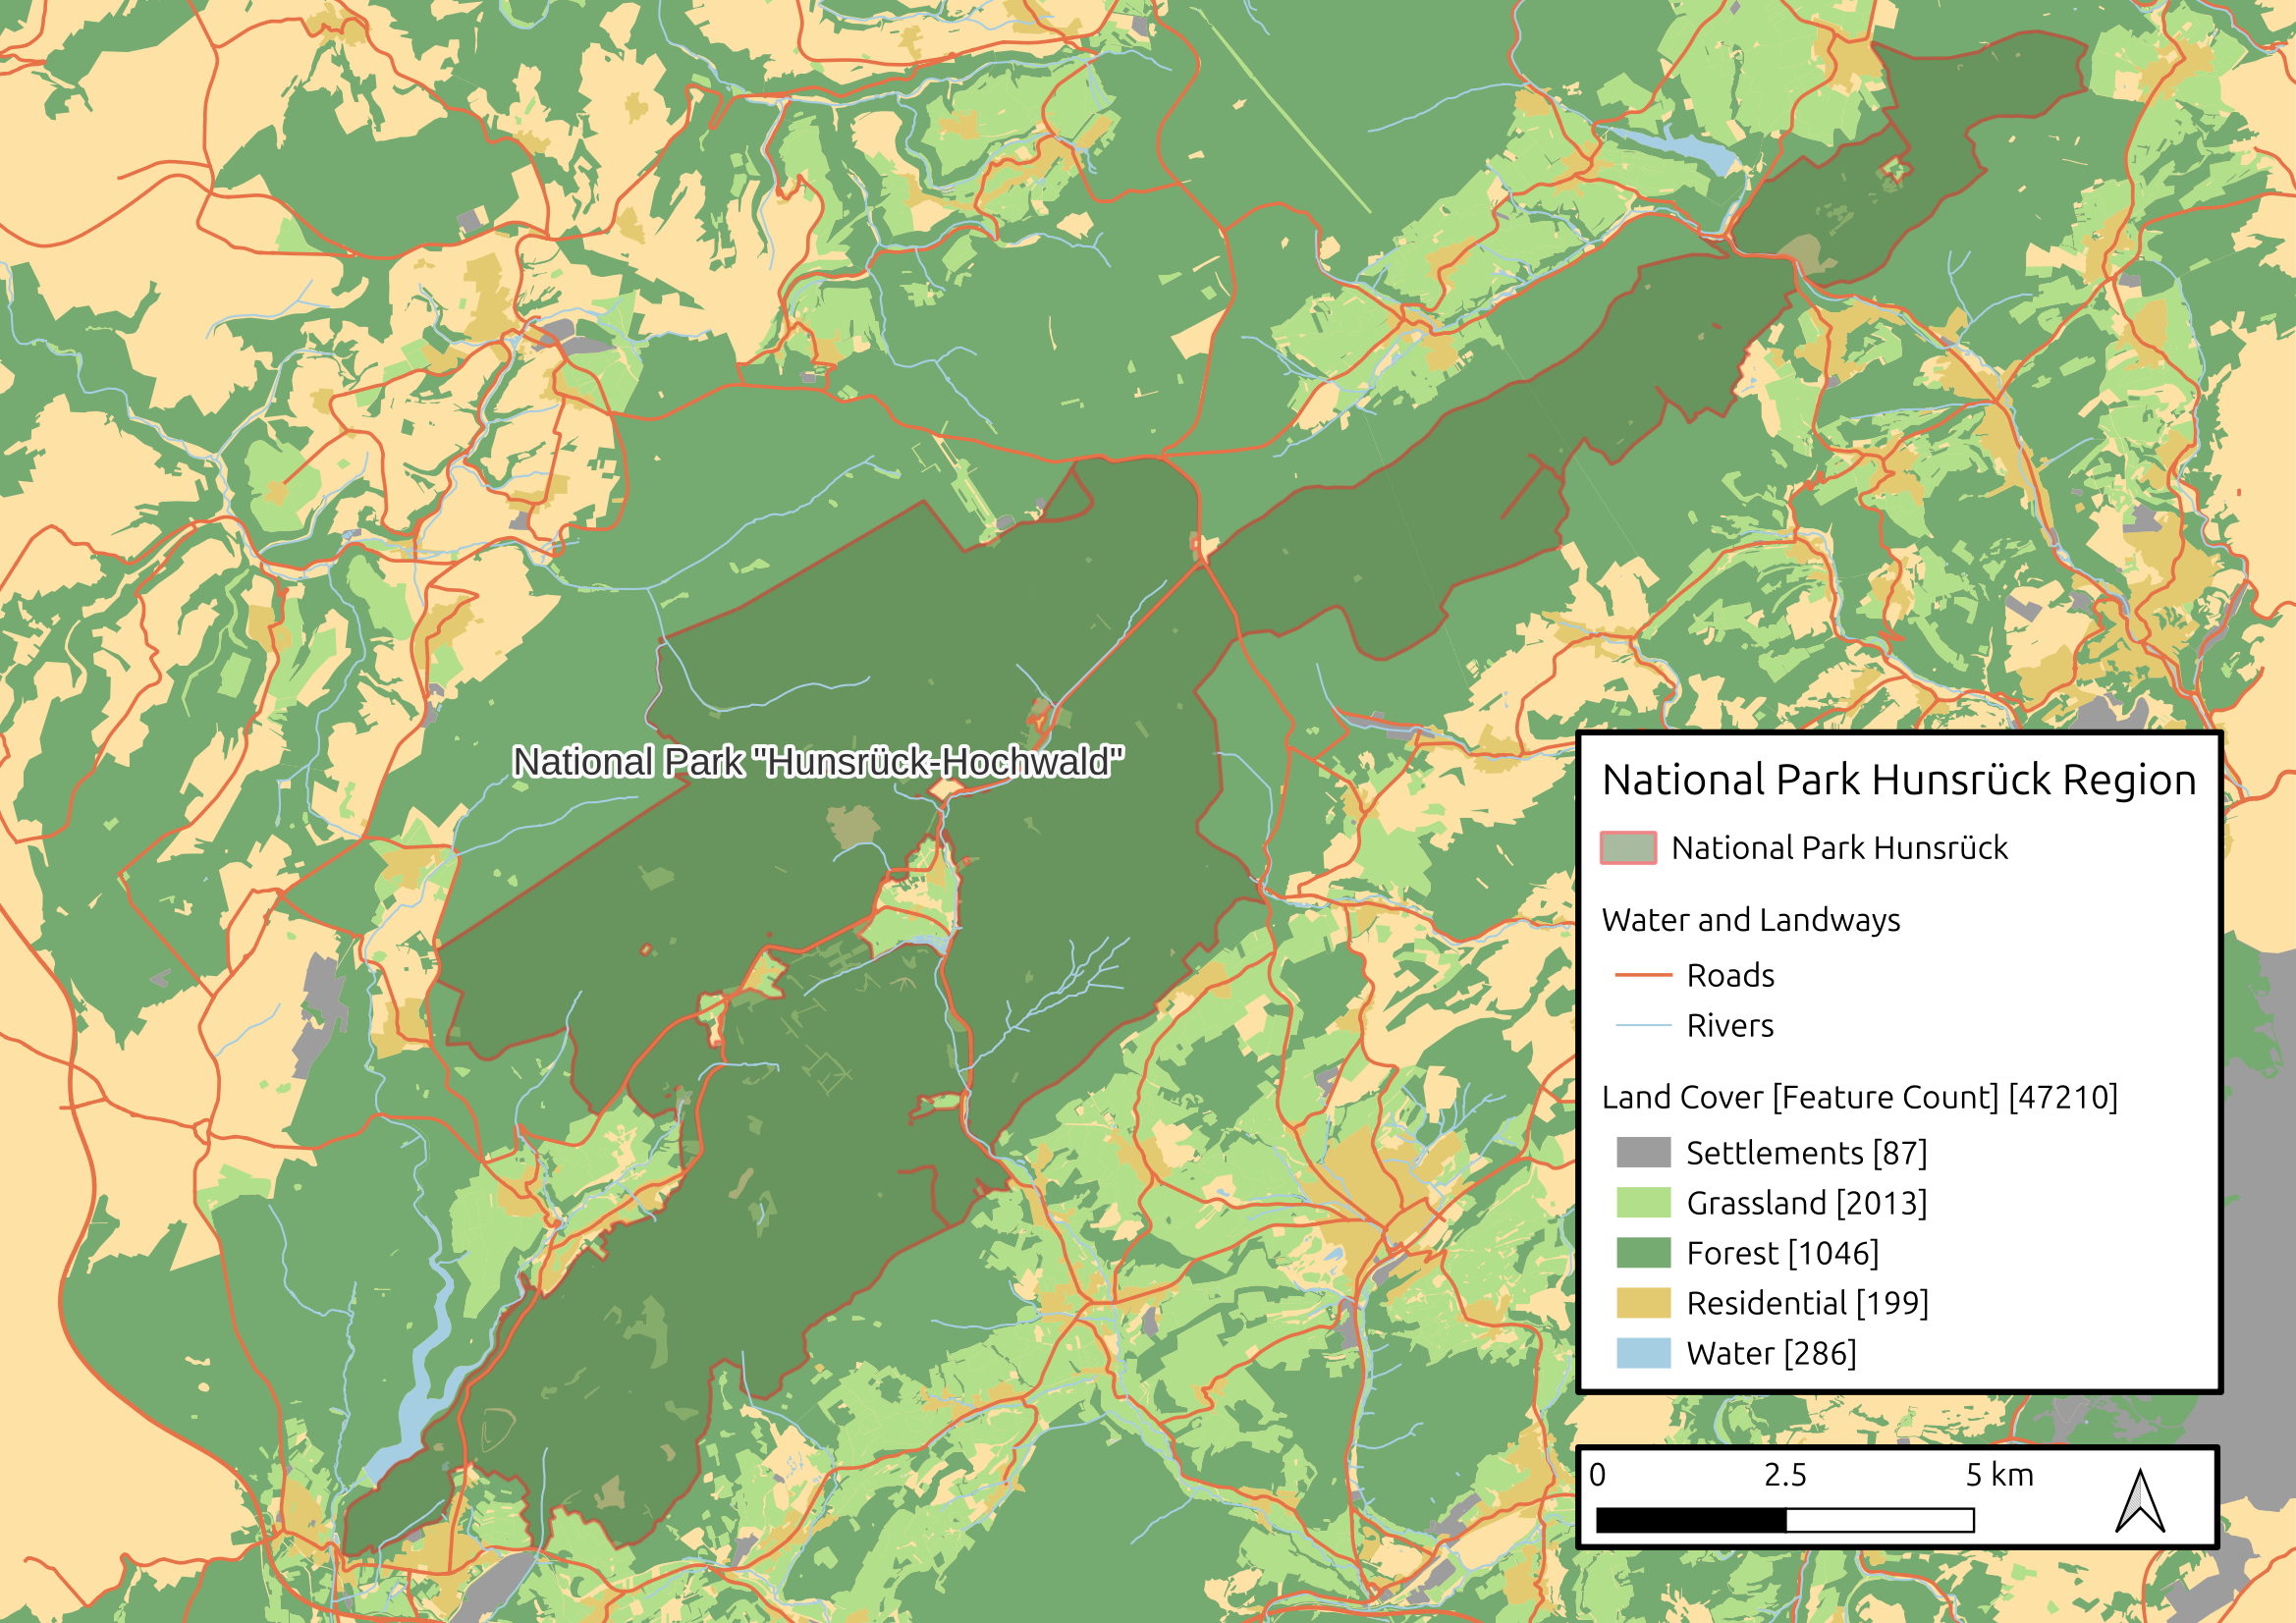 National Park "Hunsrück-Hochwald"
National Park Hunsrück Region
National Park Hunsrück
Water and Landways
Roads
Rivers
Land Cover [Feature Count] [47210]
Settlements [87]
Grassland [2013]
Forest [1046]
Residential [199]
Water [286]
0 2.5 5 km